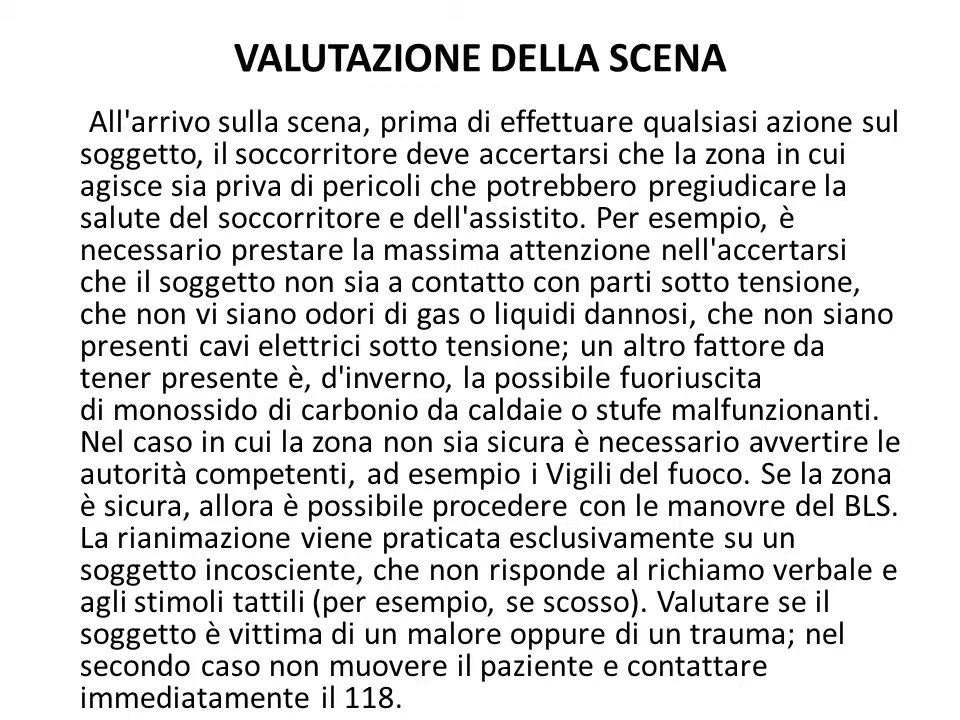 VALUTAZIONE DELLA SCENA
All'arrivo sulla scena, prima di effettuare qualsiasi azione sul
soggetto, il soccorritore deve accertarsi che la zona in cui
agisce sia priva di pericoli che potrebbero pregiudicare la
salute del soccorritore e dell'assistito. Per esempio, è
necessario prestare la massima attenzione nell'accertarsi
che il soggetto non sia a contatto con parti sotto tensione,
che non vi siano odori di gas o liquidi dannosi, che non siano
presenti cavi elettrici sotto tensione; un altro fattore da
tener presente è, d'inverno, la possibile fuoriuscita
di monossido di carbonio da caldaie o stufe malfunzionanti.
Nel caso in cui la zona non sia sicura è necessario avvertire le
autorità competenti, ad esempio i Vigili del fuoco. Se la zona
è sicura, allora è possibile procedere con le manovre del BLS.
La rianimazione viene praticata esclusivamente su un
soggetto incosciente, che non risponde al richiamo verbale e
agli stimoli tattili (per esempio, se scosso). Valutare se il
soggetto è vittima di un malore oppure di un trauma; nel
secondo caso non muovere il paziente e contattare
immediatamente il 118.